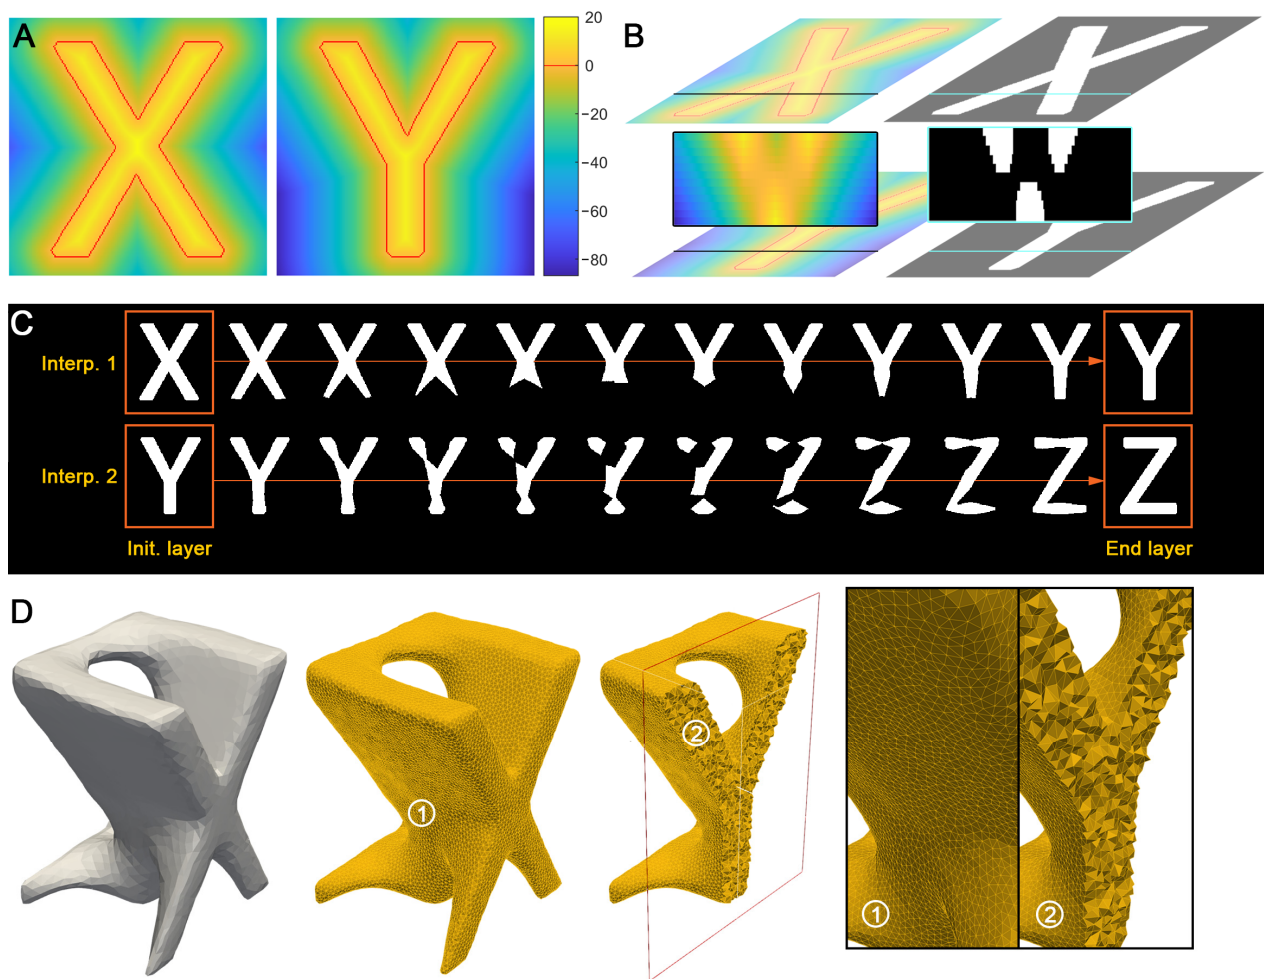 A
20
0
−20
−40
−60
−80
B
C
Interp. 1
X X X X X Y Y Y Y Y Y Y
Interp. 2
Y Y Y Z Z Z
Init. layer
End layer
D
1
2
1
2